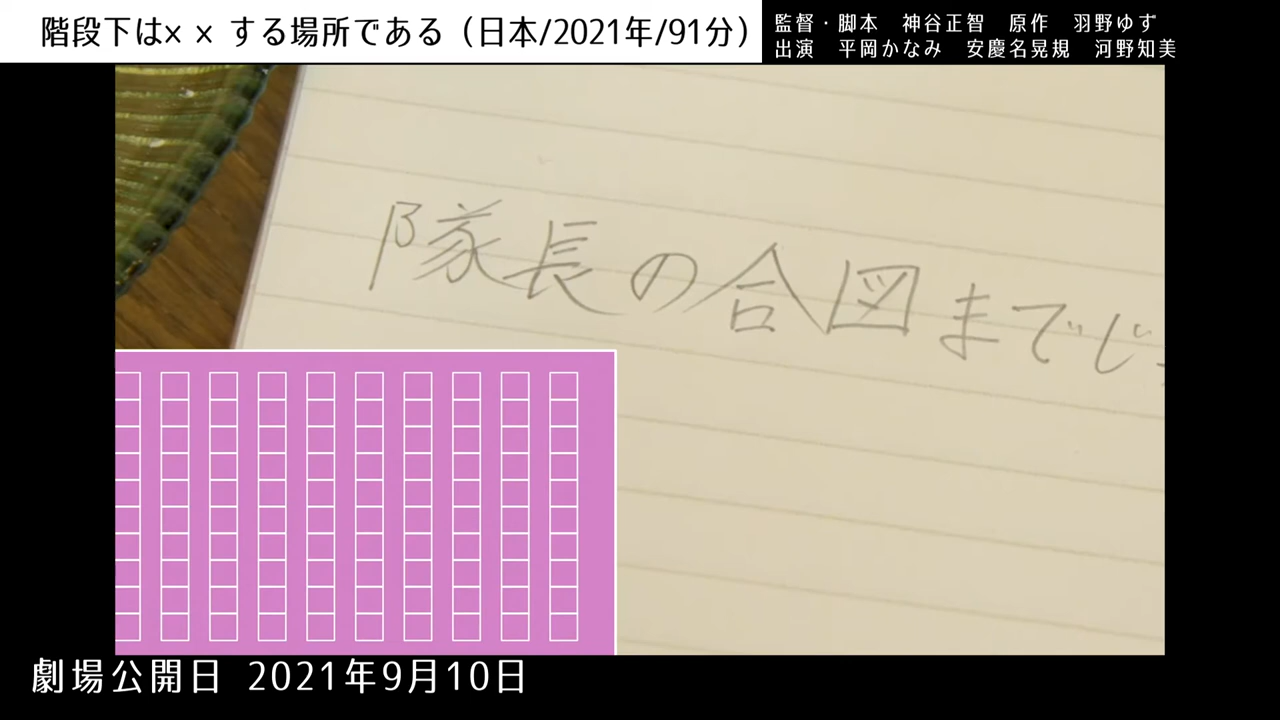 階段下は××する場所である（日本/2021年/91分）
監督・脚本　神谷正智　原作　羽野ゆず
出演　平岡かなみ　安慶名晃規　河野知美
隊長の合図までじ
劇場公開日 2021年9月10日